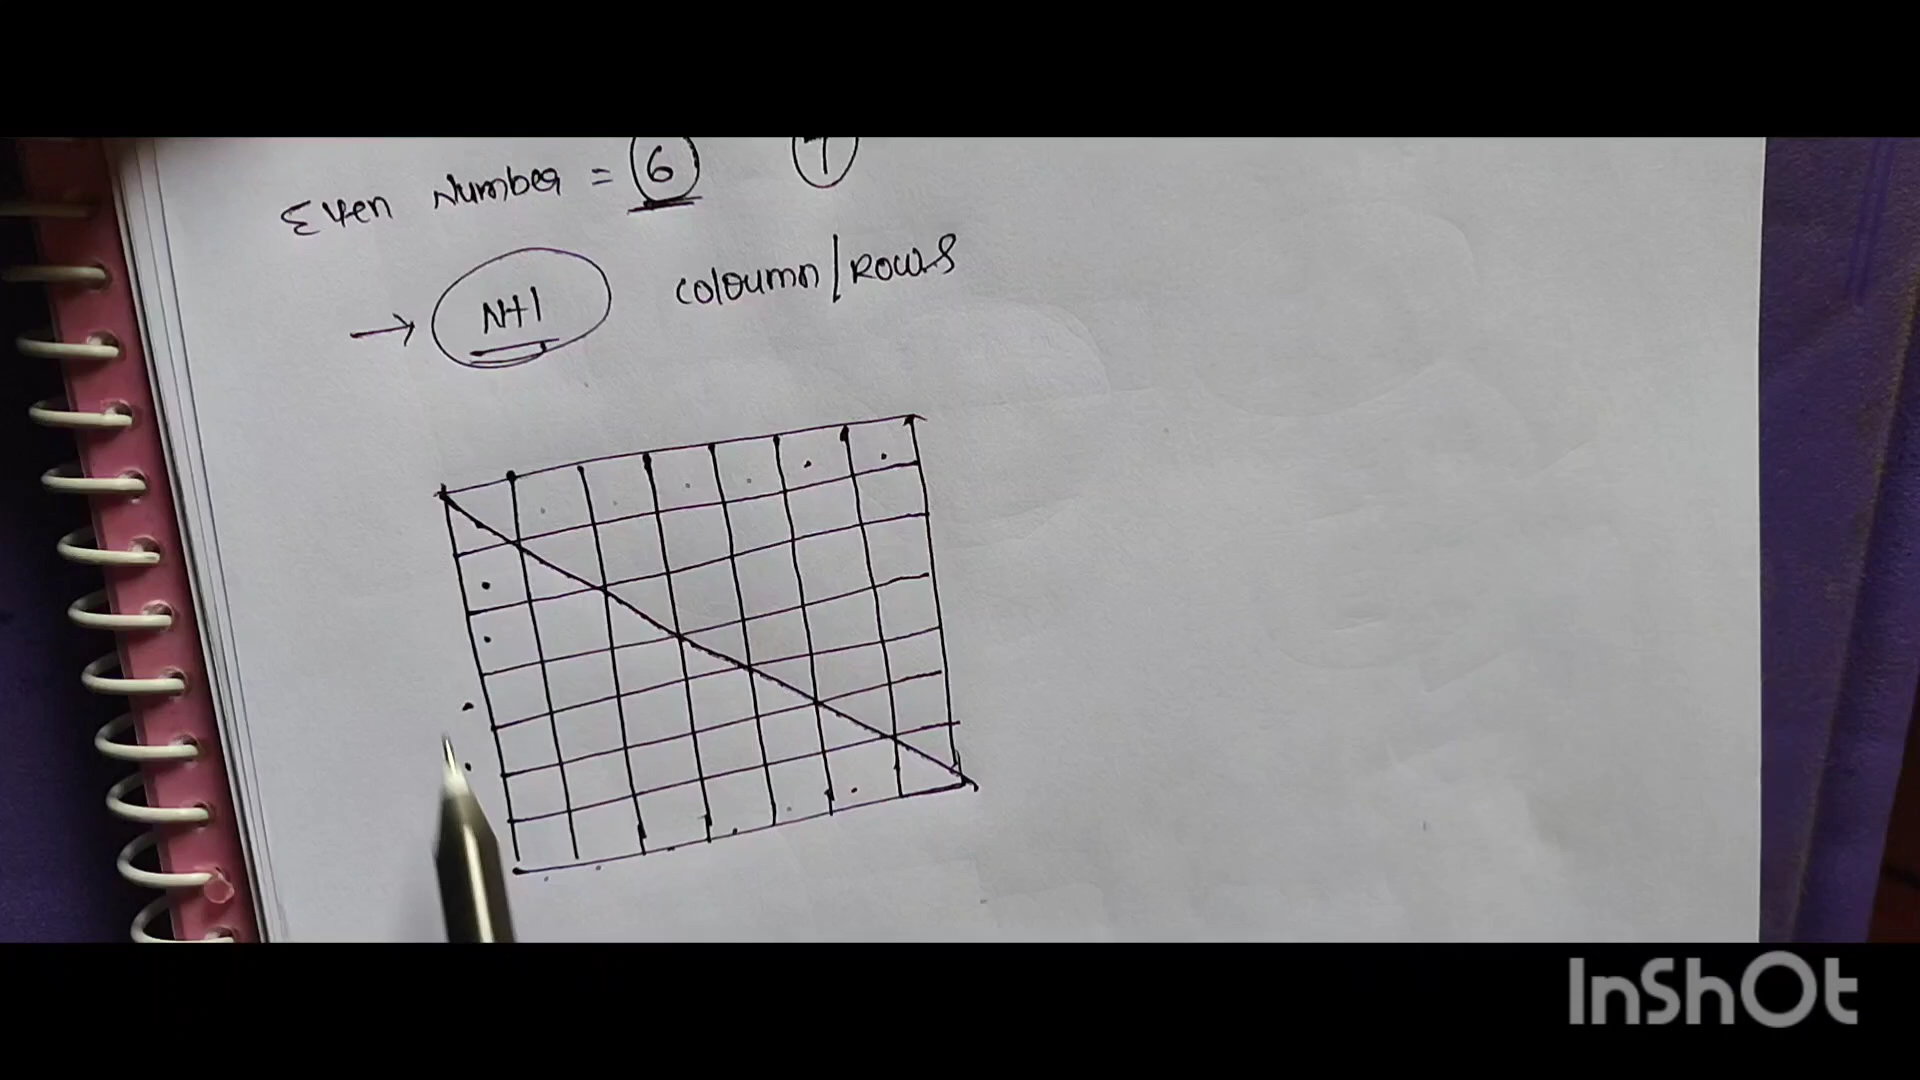 Even Number = 6 7
→ N+1 coloumn/Rows
InShOt